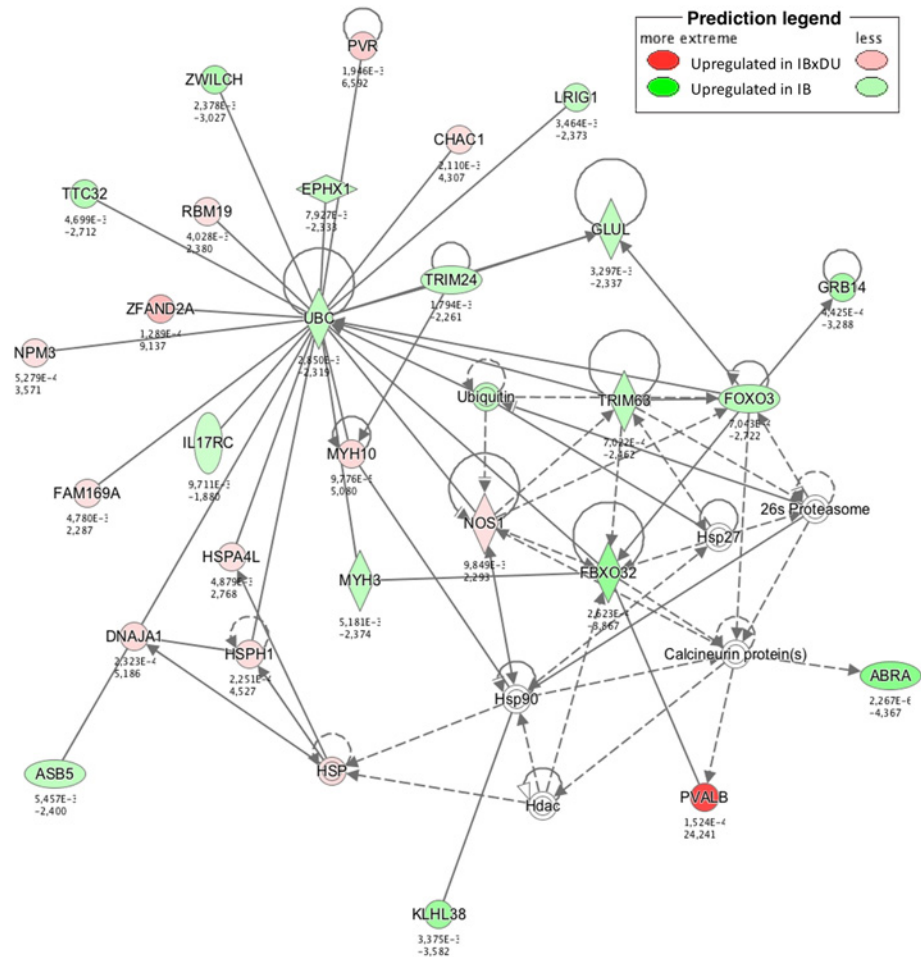 Prediction legend
more extreme less
Upregulated in IBxDU
Upregulated in IB
PVR
1,946E-3
6,592
ZWILCH
2,378E-3
-3,027
LRIG1
3,464E-3
-2,373
CHAC1
2,110E-3
4,307
TTC32
4,699E-3
-2,712
RBM19
4,028E-3
2,380
EPHX1
7,927E-3
-2,333
GLUL
3,297E-3
-2,337
TRIM24
1,794E-3
-2,261
GRB14
4,425E-4
-3,288
ZFAND2A
1,289E-4
9,137
UBC
2,850E-3
-2,319
NPM3
5,279E-4
3,571
Ubiquitin
TRIM63
7,022E-4
-2,462
FOXO3
7,043E-4
-2,722
IL17RC
9,711E-3
-1,880
MYH10
5,080
FAM169A
4,780E-3
2,287
NOS1
9,849E-3
2,293
Hsp27
26s Proteasome
HSPA4L
4,879E-3
2,768
MYH3
5,181E-3
-2,374
FBXO32
2,623E-4
-3,867
DNAJA1
2,323E-4
5,186
HSPH1
2,251E-4
4,527
Calcineurin protein(s)
ABRA
2,267E-6
-4,367
Hsp90
ASB5
5,457E-3
-2,400
HSP
Hdac
PVALB
1,524E-4
24,241
KLHL38
3,375E-3
-3,582